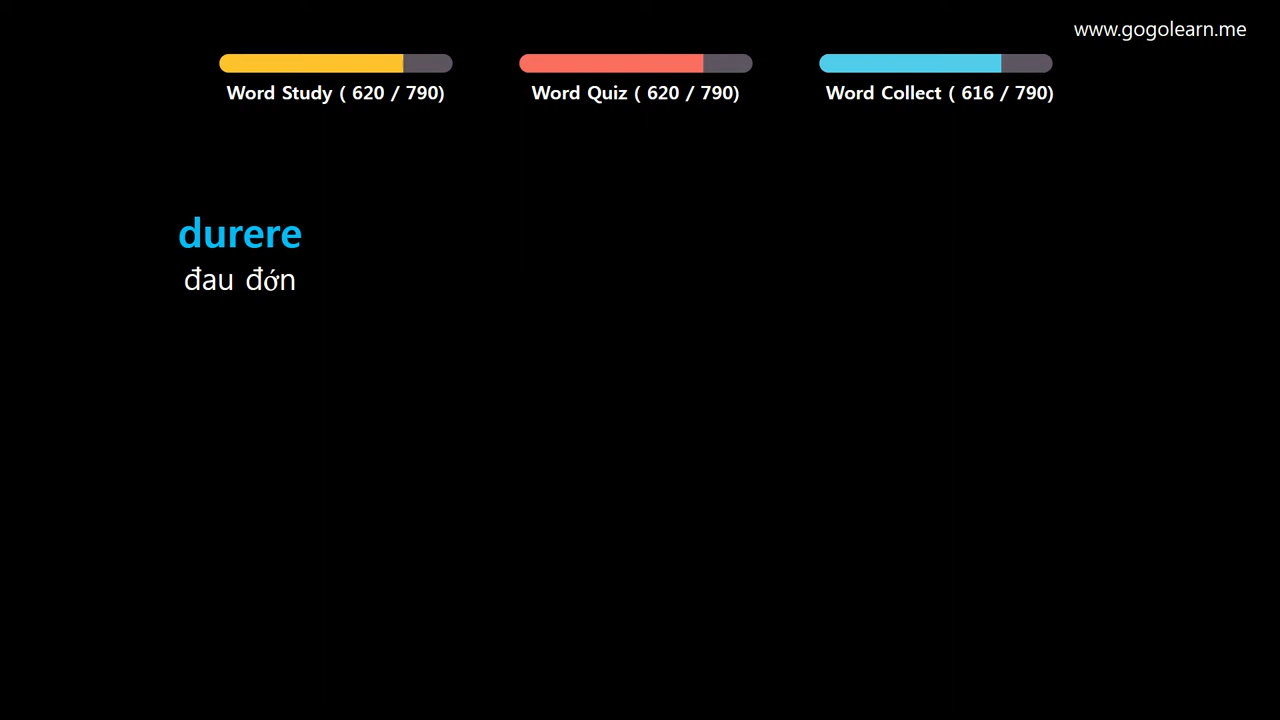 www.gogolearn.me
Word Study ( 620 / 790)
Word Quiz ( 620 / 790)
Word Collect ( 616 / 790)
durere
đau đớn